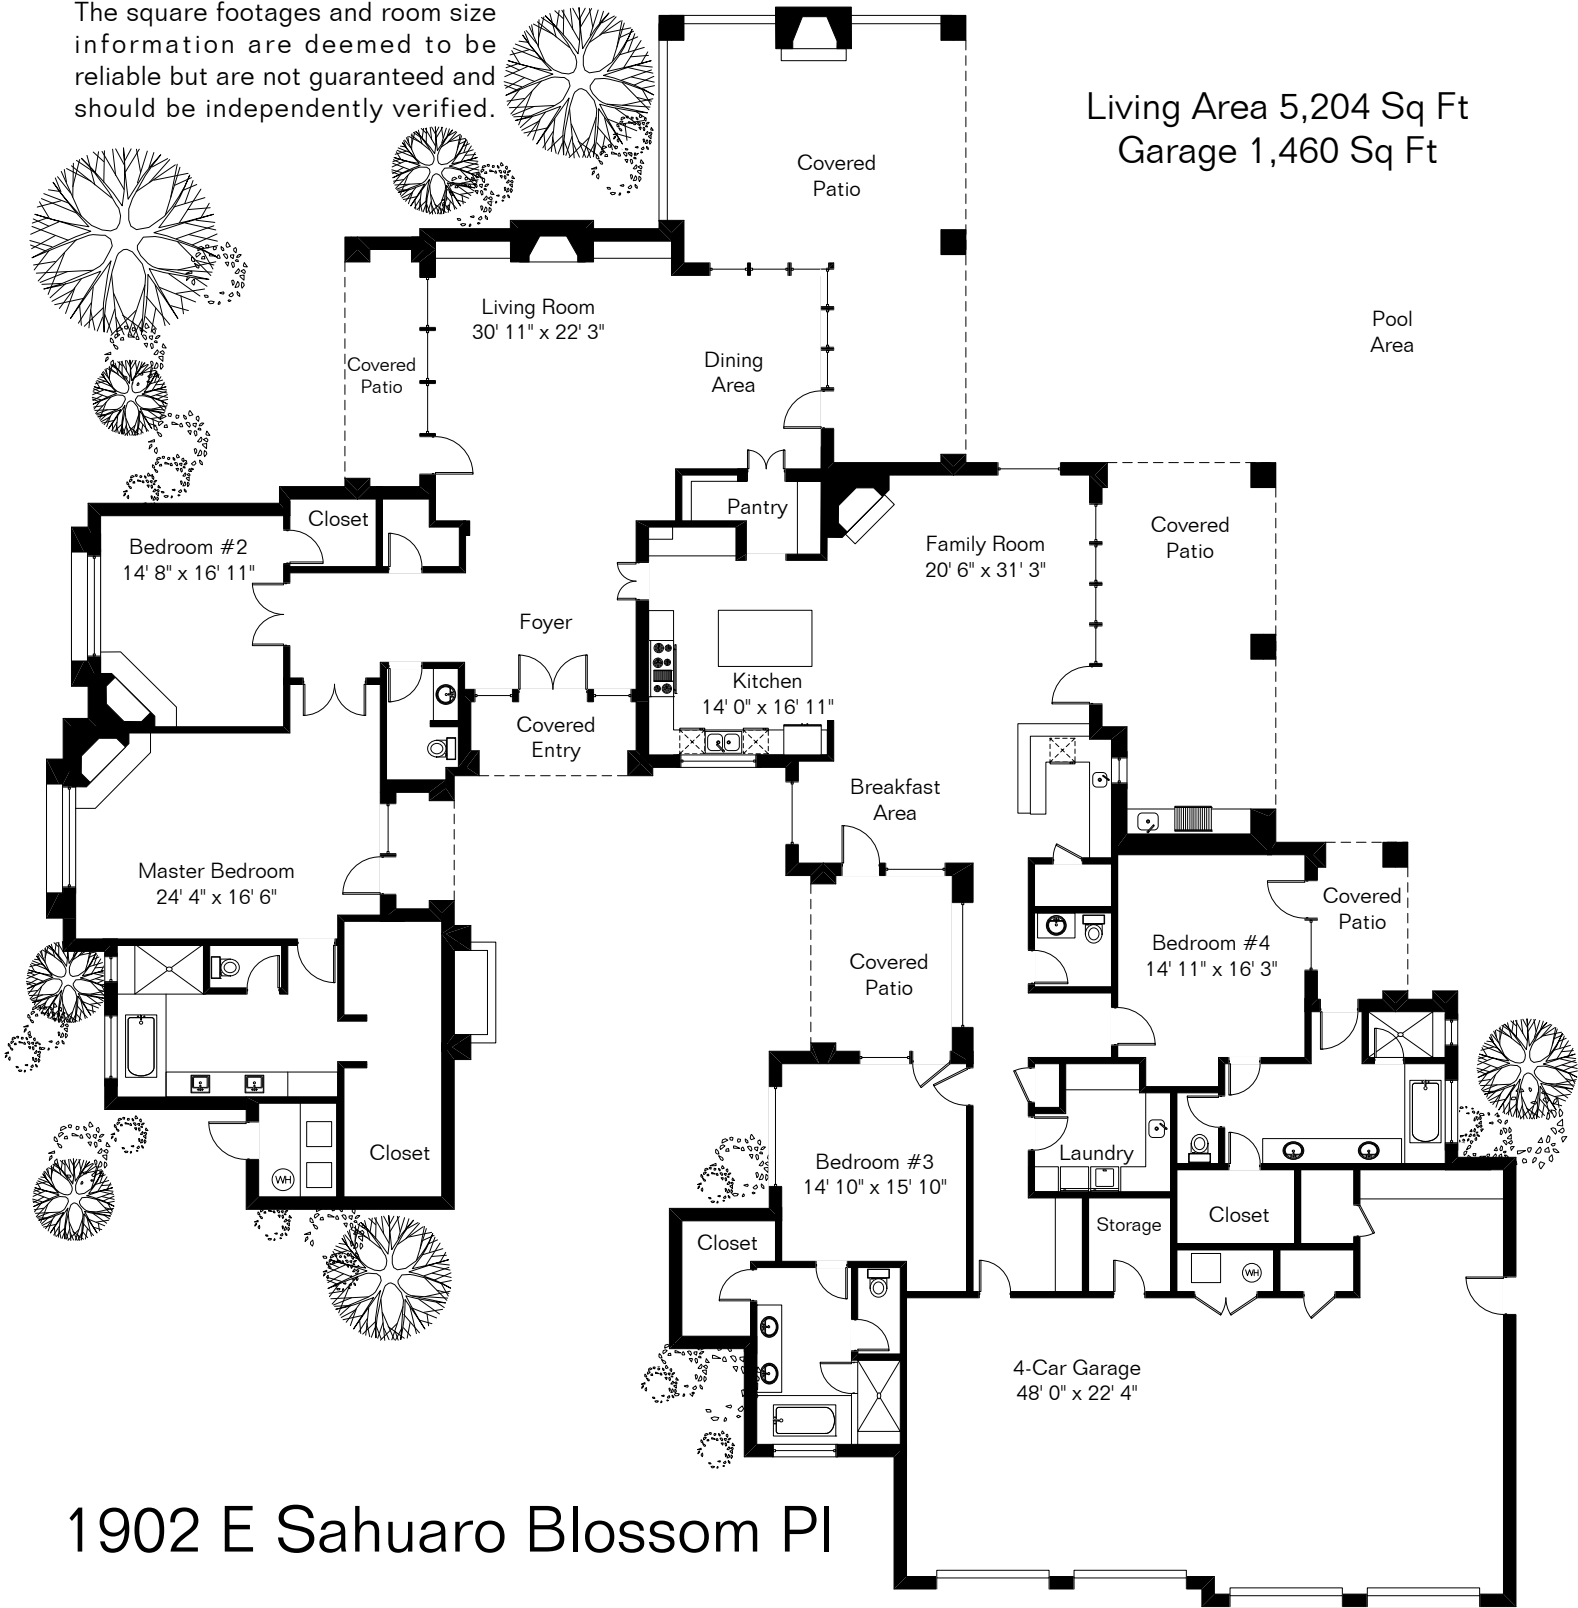 The square footages and room size
information are deemed to be
reliable but are not guaranteed and
should be independently verified.
Living Area 5,204 Sq Ft
Garage 1,460 Sq Ft
Covered
Patio
Living Room
30' 11" x 22' 3"
Pool
Area
Covered
Patio
Dining
Area
Closet
Pantry
Bedroom #2
14' 8" x 16' 11"
Family Room
20' 6" x 31' 3"
Covered
Patio
Foyer
Kitchen
14' 0" x 16' 11"
Covered
Entry
Breakfast
Area
Master Bedroom
24' 4" x 16' 6"
Covered
Patio
Bedroom #4
14' 11" x 16' 3"
Covered
Patio
Closet
WH
Bedroom #3
14' 10" x 15' 10"
Laundry
Closet
Storage
Closet
WH
4-Car Garage
48' 0" x 22' 4"
1902 E Sahuaro Blossom Pl